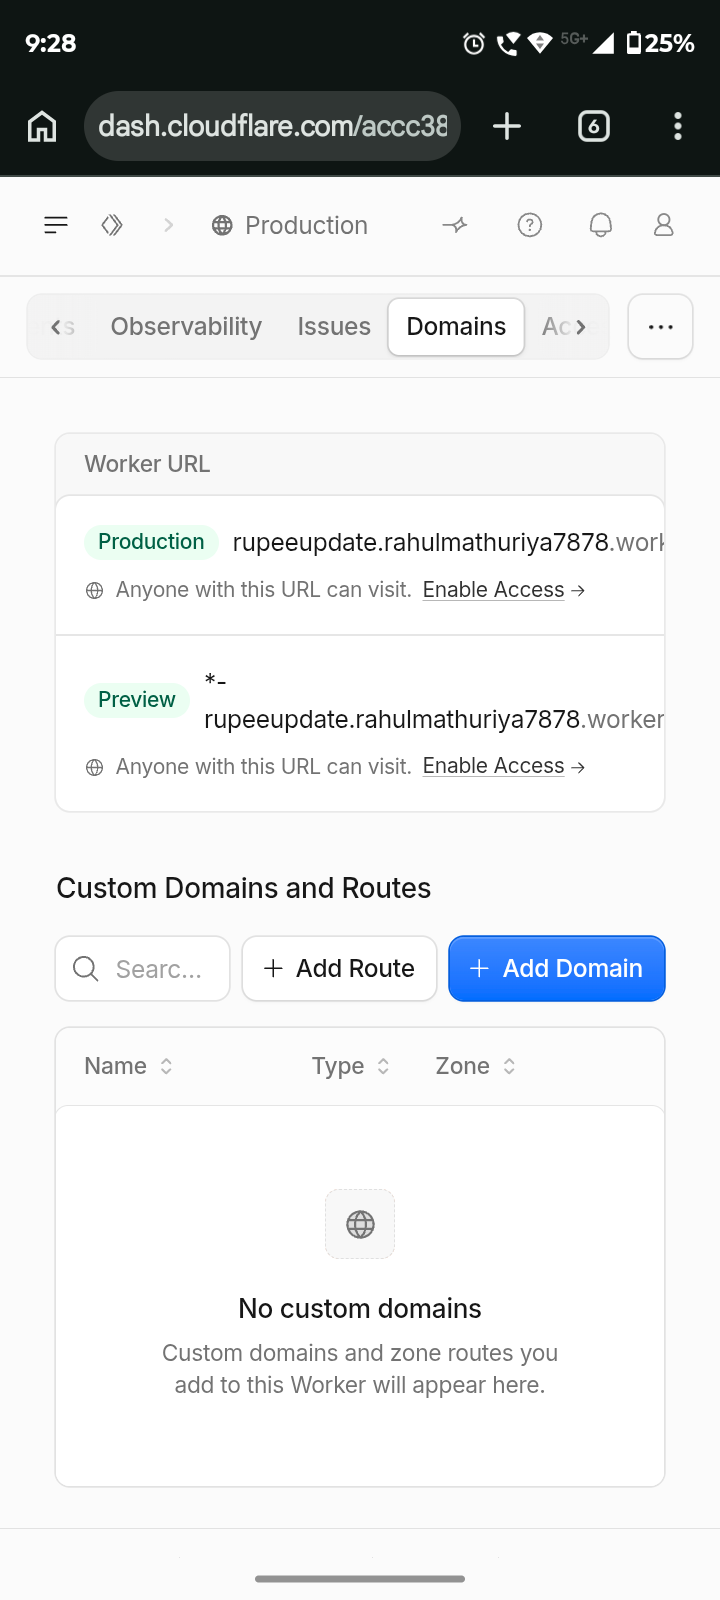 9:28
5G+
25%
dash.cloudflare.com/accc38
6
Production
s Observability Issues Domains Ac
Worker URL
Production rupeeupdate.rahulmathuriya7878.work
Anyone with this URL can visit. Enable Access →
*-
Preview
rupeeupdate.rahulmathuriya7878.worker
Anyone with this URL can visit. Enable Access →
Custom Domains and Routes
Searc...
+ Add Route
+ Add Domain
Name Type Zone
No custom domains
Custom domains and zone routes you
add to this Worker will appear here.